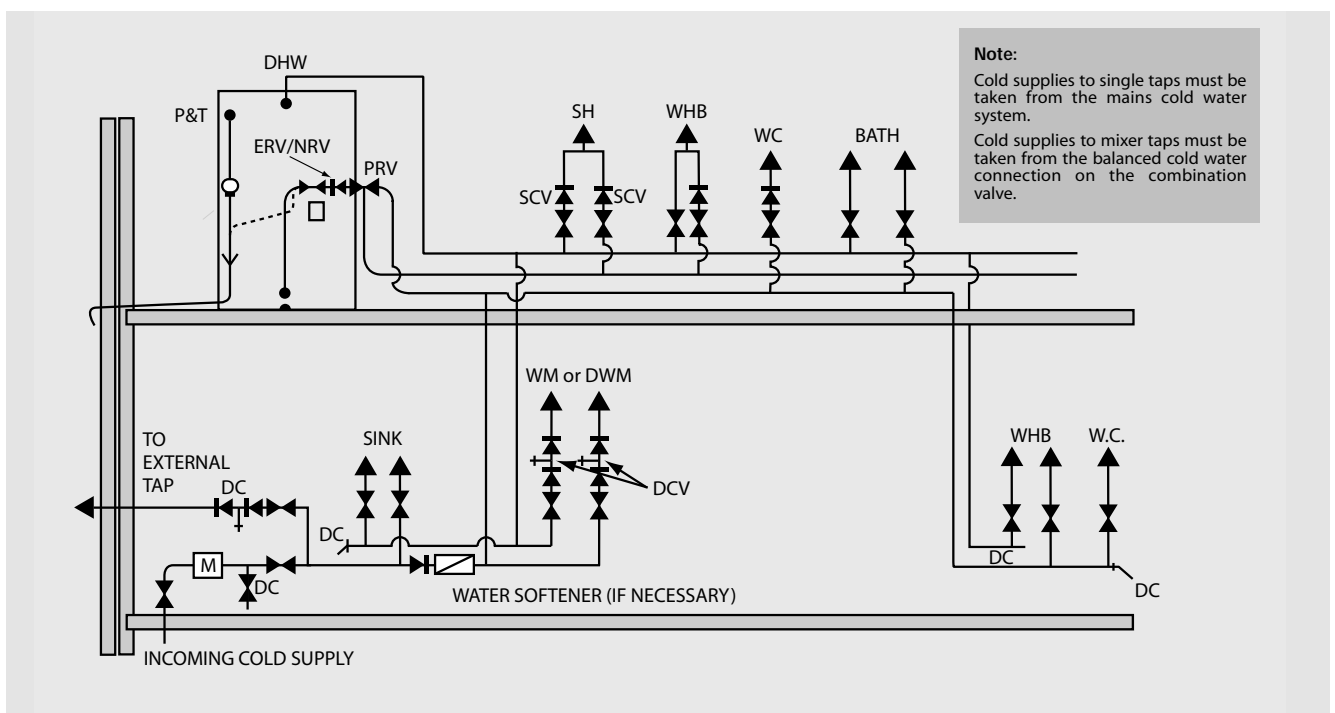 DHW
P&T
ERV/NRV
PRV
SH
WHB
WC
BATH
SCV
SCV
Note:
Cold supplies to single taps must be
taken from the mains cold water
system.
Cold supplies to mixer taps must be
taken from the balanced cold water
connection on the combination
valve.
WM or DWM
TO
EXTERNAL
TAP
DC
SINK
DCV
WHB
W.C.
DC
M
DC
DC
DC
WATER SOFTENER (IF NECESSARY)
INCOMING COLD SUPPLY